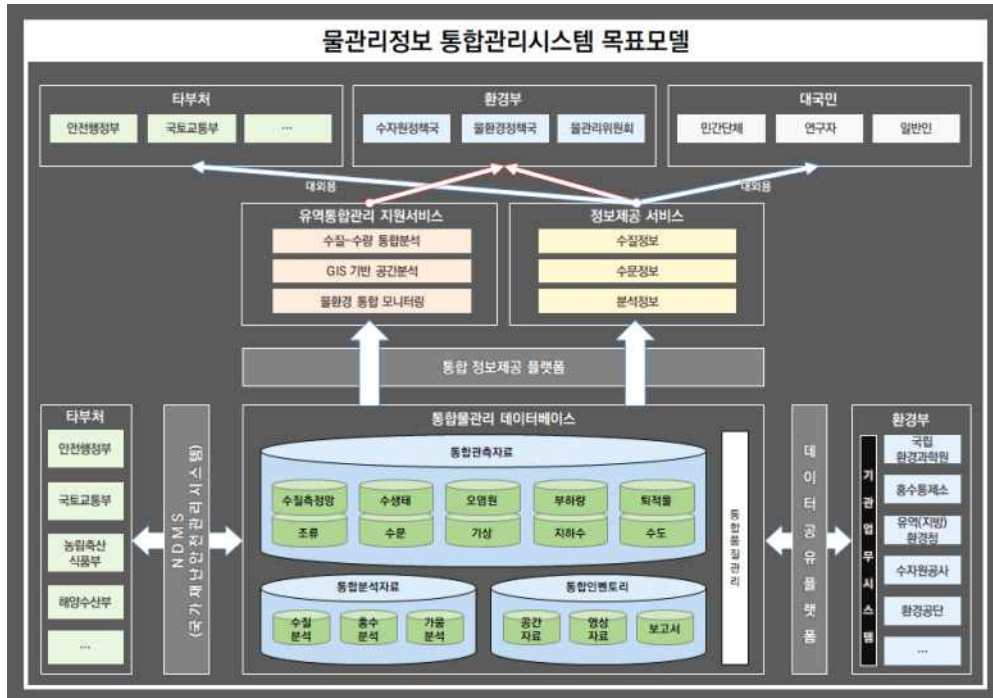 물관리정보 통합관리시스템 목표모델
타부처
안전행정부
국토교통부
...
환경부
수자원정책국
물환경정책국
물관리위원회
대국민
민간단체
연구자
일반인
대외용
대외용
유역통합관리 지원서비스
수질-수량 통합분석
GIS 기반 공간분석
물환경 통합 모니터링
정보제공 서비스
수질정보
수문정보
분석정보
통합 정보제공 플랫폼
타부처
안전행정부
국토교통부
농림축산
식품부
해양수산부
...
NDMS
(국가재난안전관리시스템)
통합물관리 데이터베이스
통합관측자료
수질측정망
수생태
오염원
부하량
퇴적물
조류
수문
기상
지하수
수도
통합분석자료
수질
분석
홍수
분석
가뭄
분석
통합인벤토리
공간
자료
영상
자료
보고서
통합품질관리
데이터공유플랫폼
환경부
기관업무시스템
국립
환경과학원
홍수통제소
유역(지방)
환경청
수자원공사
환경공단
...